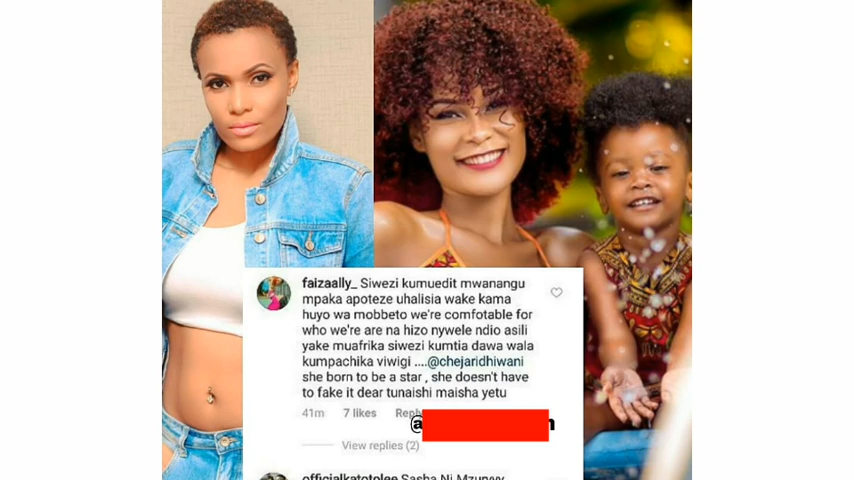 faizaally_ Siwezi kumuedit mwanangu
mpaka apoteze uhalisia wake kama
huyo wa mobbeto we're comfotable for
who we're are na hizo nywele ndio asili
yake muafrika siwezi kumtia dawa wala
kumpachika viwigi ....@chejaridhiwani
she born to be a star , she doesn't have
to fake it dear tunaishi maisha yetu
41m 7 likes
@
View replies (2)
officialkatotolee Sasha Ni Mzuryyy